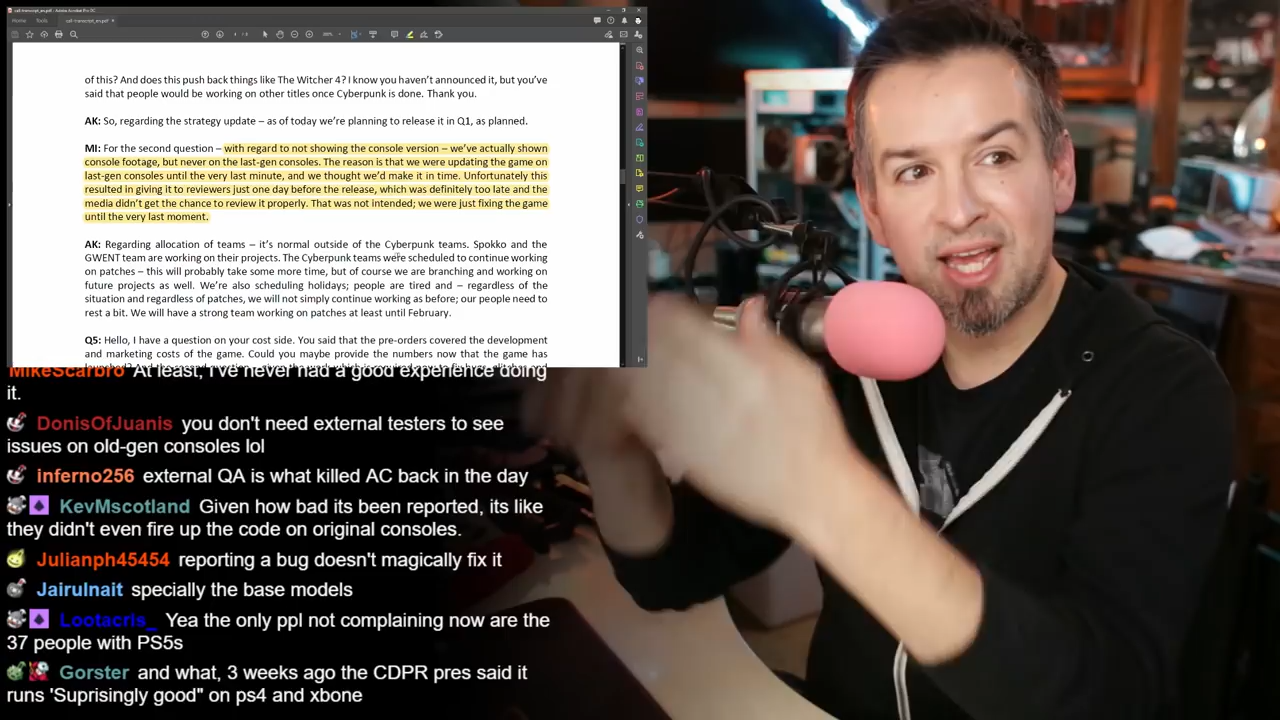 call-transcript_en.pdf - Adobe Acrobat Pro DC
Home Tools call-transcript_en.pdf
of this? And does this push back things like The Witcher 4? I know you haven't announced it, but you've
said that people would be working on other titles once Cyberpunk is done. Thank you.
AK: So, regarding the strategy update – as of today we're planning to release it in Q1, as planned.
MI: For the second question – with regard to not showing the console version – we've actually shown
console footage, but never on the last-gen consoles. The reason is that we were updating the game on
last-gen consoles until the very last minute, and we thought we'd make it in time. Unfortunately this
resulted in giving it to reviewers just one day before the release, which was definitely too late and the
media didn't get the chance to review it properly. That was not intended; we were just fixing the game
until the very last moment.
AK: Regarding allocation of teams – it's normal outside of the Cyberpunk teams. Spokko and the
GWENT team are working on their projects. The Cyberpunk teams were scheduled to continue working
on patches – this will probably take some more time, but of course we are branching and working on
future projects as well. We're also scheduling holidays; people are tired and – regardless of the
situation and regardless of patches, we will not simply continue working as before; our people need to
rest a bit. We will have a strong team working on patches at least until February.
Q5: Hello, I have a question on your cost side. You said that the pre-orders covered the development
and marketing costs of the game. Could you maybe provide the numbers now that the game has
MikeScarbro At least, I've never had a good experience doing
it.
DonisOfJuanis you don't need external testers to see
issues on old-gen consoles lol
inferno256 external QA is what killed AC back in the day
KevMscotland Given how bad its been reported, its like
they didn't even fire up the code on original consoles.
Julianph45454 reporting a bug doesn't magically fix it
JairuInait specially the base models
Lootacris_ Yea the only ppl not complaining now are the
37 people with PS5s
Gorster and what, 3 weeks ago the CDPR pres said it
runs 'Suprisingly good" on ps4 and xbone